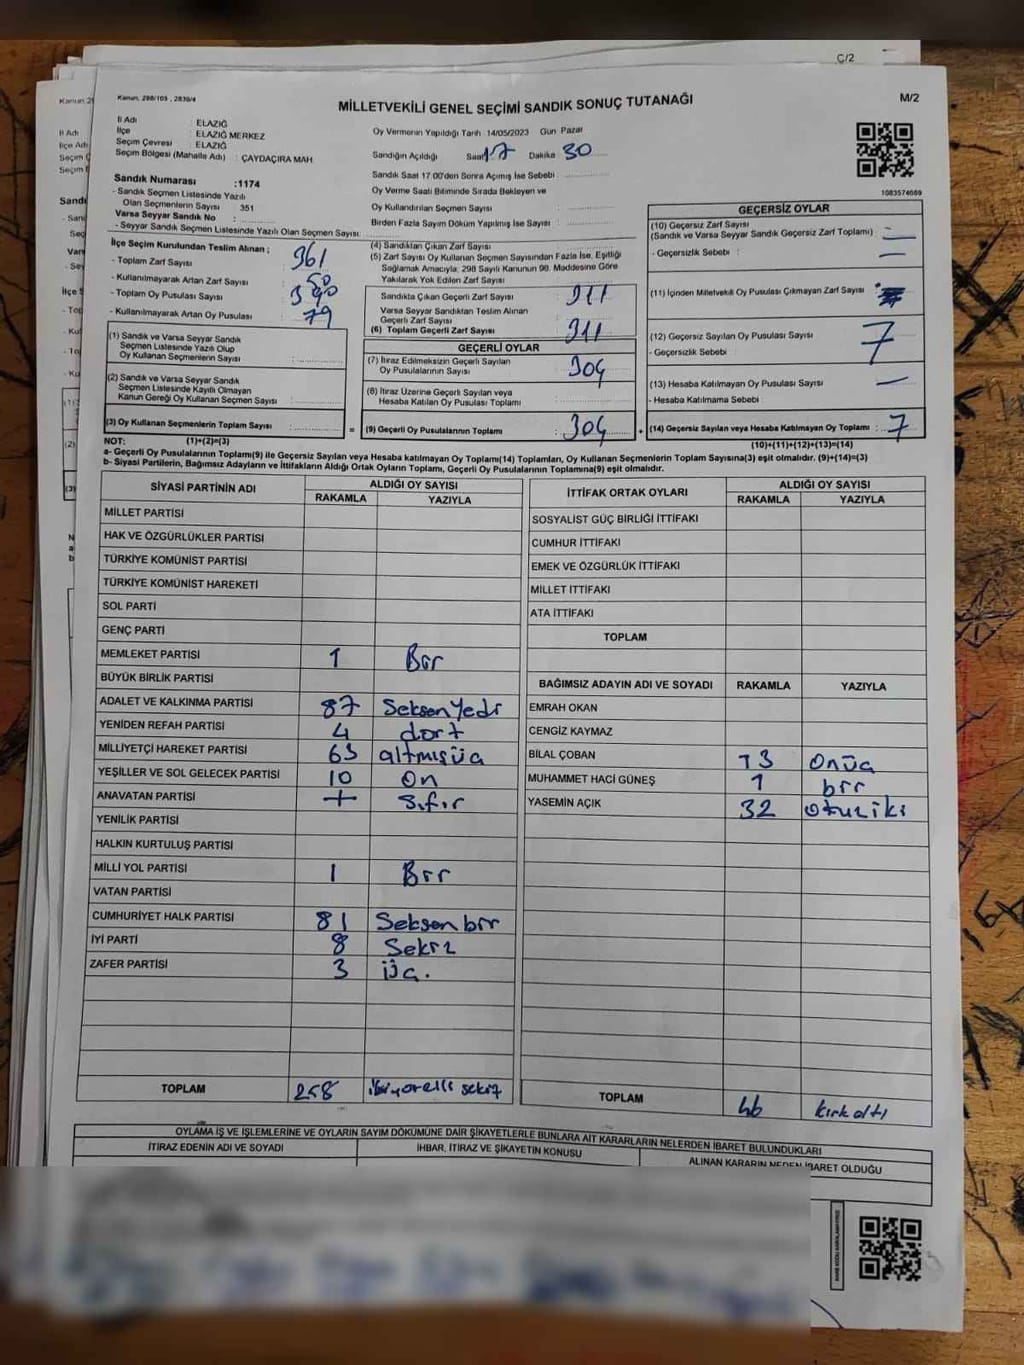 Ç/2
Kanun. 298/105 , 2839/4
MİLLETVEKİLİ GENEL SEÇİMİ SANDIK SONUÇ TUTANAĞI
M/2
İl Adı : ELAZIĞ
İlçe : ELAZIĞ MERKEZ
Seçim Çevresi : ELAZIĞ
Seçim Bölgesi (Mahalle Adı) : ÇAYDAÇIRA MAH.
Oy Vermenin Yapıldığı Tarih 14/05/2023 Gün Pazar
Sandığın Açıldığı Saat 17 Dakika 30
Sandık Saat 17:00'den Sonra Açılmış İse Sebebi :
Oy Verme Saati Bitiminde Sırada Bekleyen ve
Oy Kullandırılan Seçmen Sayısı :
Birden Fazla Sayım Döküm Yapılmış İse Sayısı :
1083574669
Sandık Numarası :1174
- Sandık Seçmen Listesinde Yazılı
Olan Seçmenlerin Sayısı : 351
Varsa Seyyar Sandık No :
- Seyyar Sandık Seçmen Listesinde Yazılı Olan Seçmen Sayısı:
İlçe Seçim Kurulundan Teslim Alınan ;
- Toplam Zarf Sayısı : 361
- Kullanılmayarak Artan Zarf Sayısı : 50
- Toplam Oy Pusulası Sayısı : 390
- Kullanılmayarak Artan Oy Pusulası : 79
(1) Sandık ve Varsa Seyyar Sandık
Seçmen Listesinde Yazılı Olup
Oy Kullanan Seçmenlerin Sayısı :
(2) Sandık ve Varsa Seyyar Sandık
Seçmen Listesinde Kayıtlı Olmayan
Kanun Gereği Oy Kullanan Seçmen Sayısı :
(3) Oy Kullanan Seçmenlerin Toplam Sayısı :
(4) Sandıktan Çıkan Zarf Sayısı :
(5) Zarf Sayısı Oy Kullanan Seçmen Sayısından Fazla İse, Eşitliği
Sağlamak Amacıyla; 298 Sayılı Kanunun 98. Maddesine Göre
Yakılarak Yok Edilen Zarf Sayısı :
Sandıkta Çıkan Geçerli Zarf Sayısı : 311
Varsa Seyyar Sandıktan Teslim Alınan
Geçerli Zarf Sayısı :
(6) Toplam Geçerli Zarf Sayısı : 311
GEÇERLİ OYLAR
(7) İtiraz Edilmeksizin Geçerli Sayılan
Oy Pusulalarının Sayısı : 304
(8) İtiraz Üzerine Geçerli Sayılan veya
Hesaba Katılan Oy Pusulası Toplamı :
= (9) Geçerli Oy Pusulalarının Toplamı : 304
GEÇERSİZ OYLAR
(10) Geçersiz Zarf Sayısı
(Sandık ve Varsa Seyyar Sandık Geçersiz Zarf Toplamı) : —
- Geçersizlik Sebebi : —
(11) İçinden Milletvekili Oy Pusulası Çıkmayan Zarf Sayısı :
(12) Geçersiz Sayılan Oy Pusulası Sayısı : 7
- Geçersizlik Sebebi :
(13) Hesaba Katılmayan Oy Pusulası Sayısı : —
- Hesaba Katılmama Sebebi :
+ (14) Geçersiz Sayılan veya Hesaba Katılmayan Oy Toplamı : 7
NOT: (1)+(2)=(3)
(10)+(11)+(12)+(13)=(14)
a- Geçerli Oy Pusulalarının Toplamı(9) ile Geçersiz Sayılan veya Hesaba Katılmayan Oy Toplamı(14) Toplamları, Oy Kullanan Seçmenlerin Toplam Sayısına(3) eşit olmalıdır. (9)+(14)=(3)
b- Siyasi Partilerin, Bağımsız Adayların ve İttifakların Aldığı Ortak Oyların Toplamı, Geçerli Oy Pusulalarının Toplamına(9) eşit olmalıdır.
SİYASİ PARTİNİN ADI ALDIĞI OY SAYISI
RAKAMLA YAZIYLA
MİLLET PARTİSİ
HAK VE ÖZGÜRLÜKLER PARTİSİ
TÜRKİYE KOMÜNİST PARTİSİ
TÜRKİYE KOMÜNİST HAREKETİ
SOL PARTİ
GENÇ PARTİ
MEMLEKET PARTİSİ 1 Bir
BÜYÜK BİRLİK PARTİSİ
ADALET VE KALKINMA PARTİSİ 87 Seksenyedi
YENİDEN REFAH PARTİSİ 4 dört
MİLLİYETÇİ HAREKET PARTİSİ 63 altmışüç
YEŞİLLER VE SOL GELECEK PARTİSİ 10 on
ANAVATAN PARTİSİ + Sıfır
YENİLİK PARTİSİ
HALKIN KURTULUŞ PARTİSİ
MİLLİ YOL PARTİSİ 1 Bir
VATAN PARTİSİ
CUMHURİYET HALK PARTİSİ 81 Seksenbir
İYİ PARTİ 8 Sekiz
ZAFER PARTİSİ 3 üç.
TOPLAM 258 ikiyüzellisekiz
İTTİFAK ORTAK OYLARI ALDIĞI OY SAYISI
RAKAMLA YAZIYLA
SOSYALİST GÜÇ BİRLİĞİ İTTİFAKI
CUMHUR İTTİFAKI
EMEK VE ÖZGÜRLÜK İTTİFAKI
MİLLET İTTİFAKI
ATA İTTİFAKI
TOPLAM
BAĞIMSIZ ADAYIN ADI VE SOYADI RAKAMLA YAZIYLA
EMRAH OKAN
CENGİZ KAYMAZ
BİLAL ÇOBAN 13 onüç
MUHAMMET HACİ GÜNEŞ 1 bir
YASEMİN AÇIK 32 otuziki
TOPLAM 46 kırkaltı
OYLAMA İŞ VE İŞLEMLERİNE VE OYLARIN SAYIM DÖKÜMÜNE DAİR ŞİKAYETLERLE BUNLARA AİT KARARLARIN NELERDEN İBARET BULUNDUKLARI
İTİRAZ EDENİN ADI VE SOYADI İHBAR, İTİRAZ VE ŞİKAYETİN KONUSU ALINAN KARARIN NEDEN İBARET OLDUĞU